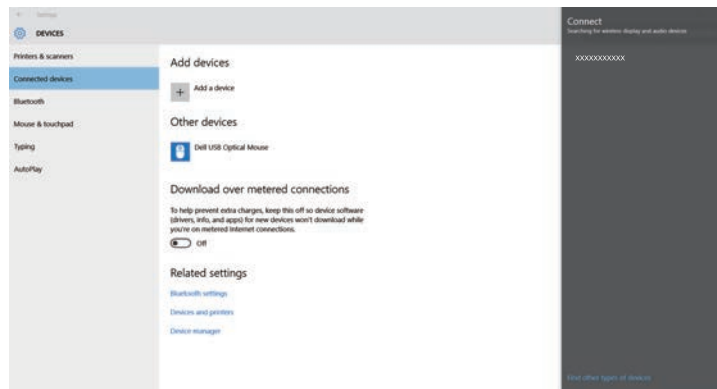 Settings
DEVICES
Printers & scanners
Connected devices
Bluetooth
Mouse & touchpad
Typing
AutoPlay
Add devices
+ Add a device
Other devices
Dell USB Optical Mouse
Download over metered connections
To help prevent extra charges, keep this off so device software
(drivers, info, and apps) for new devices won't download while
you're on metered Internet connections.
Off
Related settings
Bluetooth settings
Devices and printers
Device manager
Connect
Searching for wireless display and audio devices
XXXXXXXXXXX
Find other types of devices